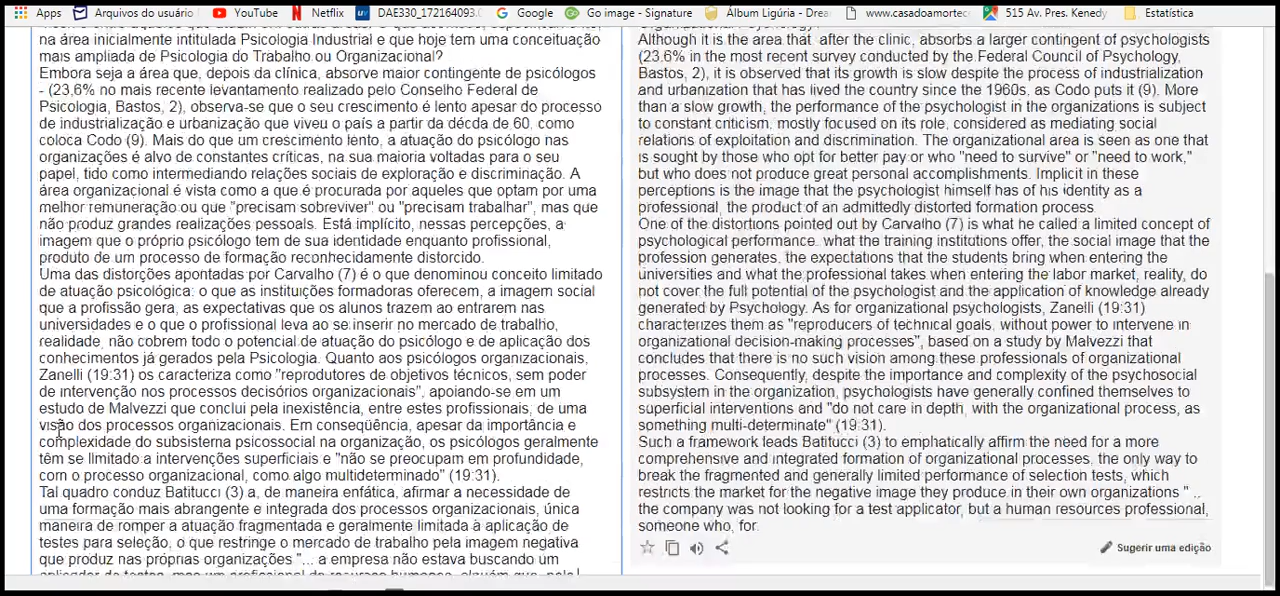 Apps
Arquivos do usuário
YouTube
Netflix
DAE330_172164093.0
Google
Go image - Signature
Álbum Ligúria - Drea
www.casadoamortec
515 Av. Pres. Kenedy
Estatística
na área inicialmente intitulada Psicologia Industrial e que hoje tem uma conceituação
mais ampliada de Psicologia do Trabalho ou Organizacional?
Embora seja a área que, depois da clínica, absorve maior contingente de psicólogos
- (23,6% no mais recente levantamento realizado pelo Conselho Federal de
Psicologia, Bastos, 2), observa-se que o seu crescimento é lento apesar do processo
de industrialização e urbanização que viveu o país a partir da décda de 60, como
coloca Codo (9). Mais do que um crescimento lento, a atuação do psicólogo nas
organizações é alvo de constantes críticas, na sua maioria voltadas para o seu
papel, tido como intermediando relações sociais de exploração e discriminação. A
área organizacional é vista como a que é procurada por aqueles que optam por uma
melhor remuneração ou que "precisam sobreviver" ou "precisam trabalhar", mas que
não produz grandes realizações pessoais. Está implícito, nessas percepções, a
imagem que o próprio psicólogo tem de sua identidade enquanto profissional,
produto de um processo de formação reconhecidamente distorcido.
Uma das distorções apontadas por Carvalho (7) é o que denominou conceito limitado
de atuação psicológica: o que as instituições formadoras oferecem, a imagem social
que a profissão gera, as expectativas que os alunos trazem ao entrarem nas
universidades e o que o profissional leva ao se inserir no mercado de trabalho,
realidade, não cobrem todo o potencial de atuação do psicólogo e de aplicação dos
conhecimentos já gerados pela Psicologia. Quanto aos psicólogos organizacionais,
Zanelli (19:31) os caracteriza como "reprodutores de objetivos técnicos, sem poder
de intervenção nos processos decisórios organizacionais", apoiando-se em um
estudo de Malvezzi que conclui pela inexistência, entre estes profissionais, de uma
visão dos processos organizacionais. Em conseqüência, apesar da importância e
complexidade do subsisterna psicossocial na organização, os psicólogos geralmente
têm se llmitado a intervenções superficiais e "não se preocupam em profundidade,
com o processo organizacional, como algo multideterminado" (19:31).
Tal quadro conduz Batitucci (3) a, de maneira enfática, afirmar a necessidade de
uma formação mais abrangente e integrada dos processos organizacionais, única
maneira de romper a atuação fragmentada e geralmente limitada à aplicação de
testes para seleção, o que restringe o mercado de trabalho pela imagem negativa
que produz nas próprias organizações "... a empresa não estava buscando um
aplicador de testes, mas um profissional de recursos humanos, alguém que, pela
Although it is the area that, after the clinic, absorbs a larger contingent of psychologists
(23.6% in the most recent survey conducted by the Federal Council of Psychology,
Bastos, 2), it is observed that its growth is slow despite the process of industrialization
and urbanization that has lived the country since the 1960s, as Codo puts it (9). More
than a slow growth, the performance of the psychologist in the organizations is subject
to constant criticism, mostly focused on its role, considered as mediating social
relations of exploitation and discrimination. The organizational area is seen as one that
is sought by those who opt for better pay or who "need to survive" or "need to work,"
but who does not produce great personal accomplishments. Implicit in these
perceptions is the image that the psychologist himself has of his identity as a
professional, the product of an admittedly distorted formation process.
One of the distortions pointed out by Carvalho (7) is what he called a limited concept of
psychological performance: what the training institutions offer, the social image that the
profession generates, the expectations that the students bring when entering the
universities and what the professional takes when entering the labor market, reality, do
not cover the full potential of the psychologist and the application of knowledge already
generated by Psychology. As for organizational psychologists, Zanelli (19:31)
characterizes them as "reproducers of technical goals, without power to intervene in
organizational decision-making processes", based on a study by Malvezzi that
concludes that there is no such vision among these professionals of organizational
processes. Consequently, despite the importance and complexity of the psychosocial
subsystem in the organization, psychologists have generally confined themselves to
superficial interventions and "do not care in depth, with the organizational process, as
something multi-determinate" (19:31).
Such a framework leads Batitucci (3) to emphatically affirm the need for a more
comprehensive and integrated formation of organizational processes, the only way to
break the fragmented and generally limited performance of selection tests, which
restricts the market for the negative image they produce in their own organizations " ..
the company was not looking for a test applicator, but a human resources professional,
someone who, for.
Sugerir uma edição